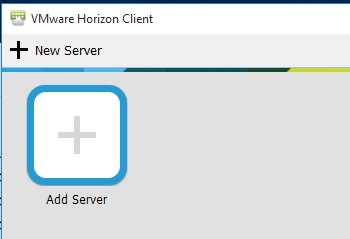 VMware Horizon Client
New Server
Add Server